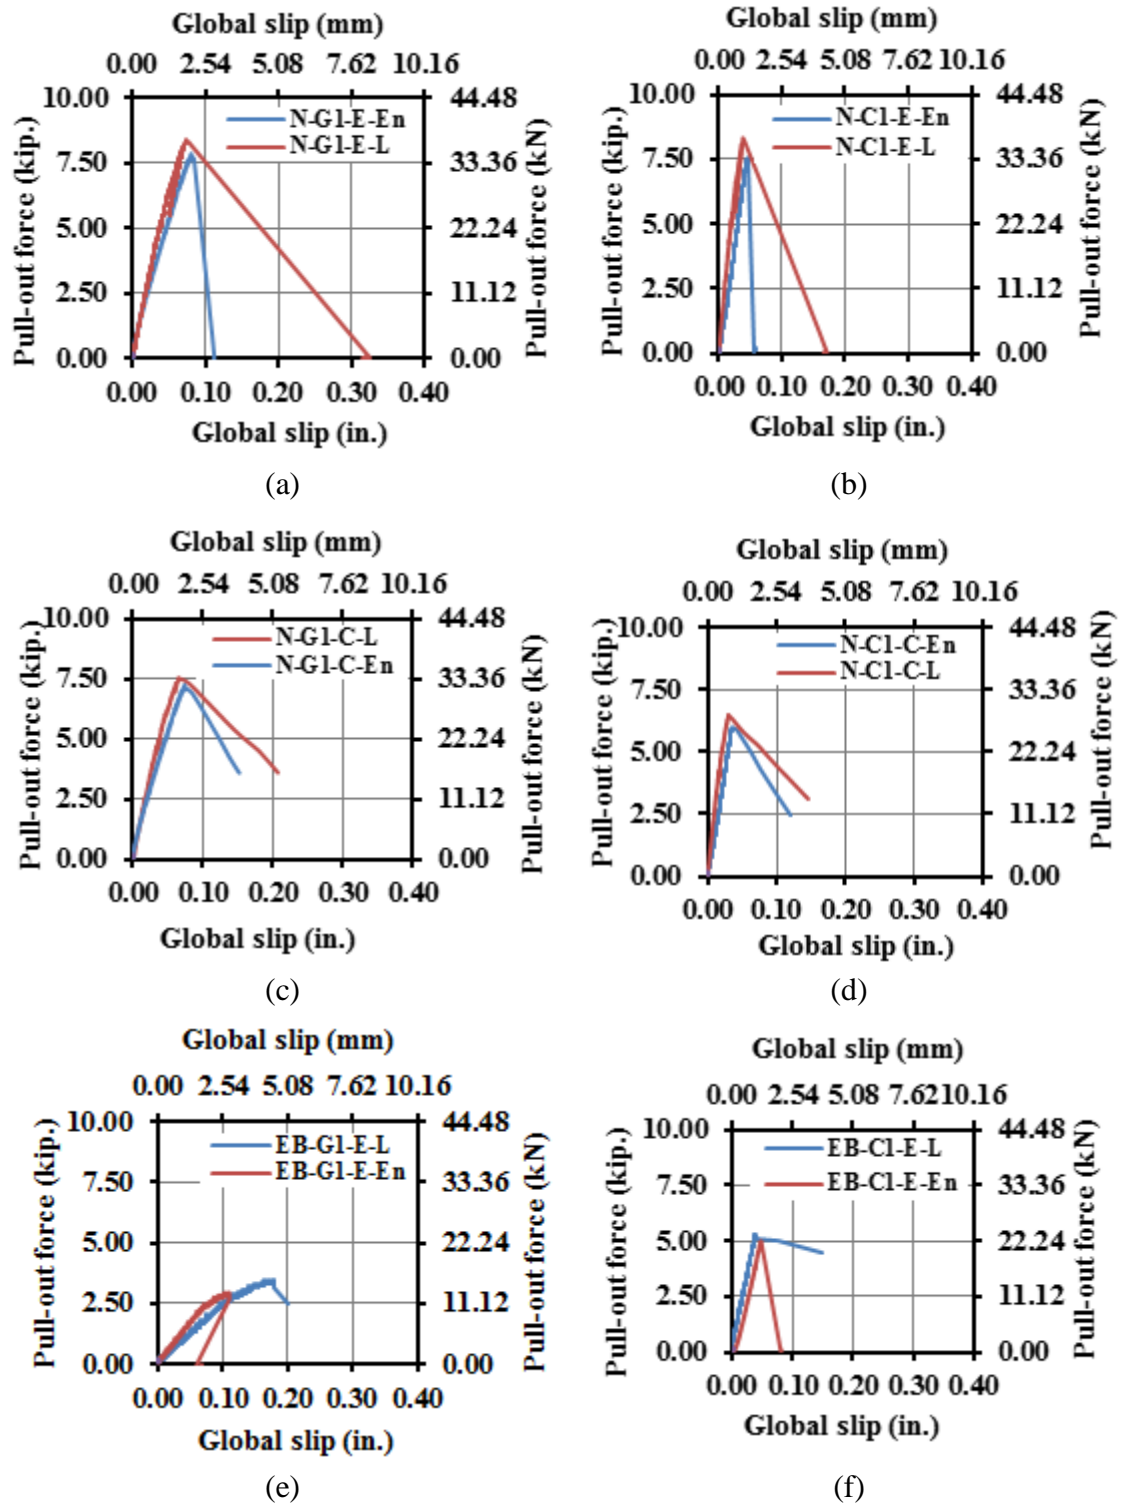 Global slip (mm)
0.00 2.54 5.08 7.62 10.16
Pull-out force (kip.)
10.00
7.50
5.00
2.50
0.00
N-G1-E-En
N-G1-E-L
44.48
33.36
22.24
11.12
0.00
Pull-out force (kN)
0.00 0.10 0.20 0.30 0.40
Global slip (in.)
(a)
Global slip (mm)
0.00 2.54 5.08 7.62 10.16
Pull-out force (kip.)
10.00
7.50
5.00
2.50
0.00
N-C1-E-En
N-C1-E-L
44.48
33.36
22.24
11.12
0.00
Pull-out force (kN)
0.00 0.10 0.20 0.30 0.40
Global slip (in.)
(b)
Global slip (mm)
0.00 2.54 5.08 7.62 10.16
Pull-out force (kip.)
10.00
7.50
5.00
2.50
0.00
N-G1-C-L
N-G1-C-En
44.48
33.36
22.24
11.12
0.00
Pull-out force (kN)
0.00 0.10 0.20 0.30 0.40
Global slip (in.)
(c)
Global slip (mm)
0.00 2.54 5.08 7.62 10.16
Pull-out force (kip.)
10.00
7.50
5.00
2.50
0.00
N-C1-C-En
N-C1-C-L
44.48
33.36
22.24
11.12
0.00
Pull-out force (kN)
0.00 0.10 0.20 0.30 0.40
Global slip (in.)
(d)
Global slip (mm)
0.00 2.54 5.08 7.62 10.16
Pull-out force (kip.)
10.00
7.50
5.00
2.50
0.00
EB-G1-E-L
EB-G1-E-En
44.48
33.36
22.24
11.12
0.00
Pull-out force (kN)
0.00 0.10 0.20 0.30 0.40
Global slip (in.)
(e)
Global slip (mm)
0.00 2.54 5.08 7.62 10.16
Pull-out force (kip.)
10.00
7.50
5.00
2.50
0.00
EB-C1-E-L
EB-C1-E-En
44.48
33.36
22.24
11.12
0.00
Pull-out force (kN)
0.00 0.10 0.20 0.30 0.40
Global slip (in.)
(f)